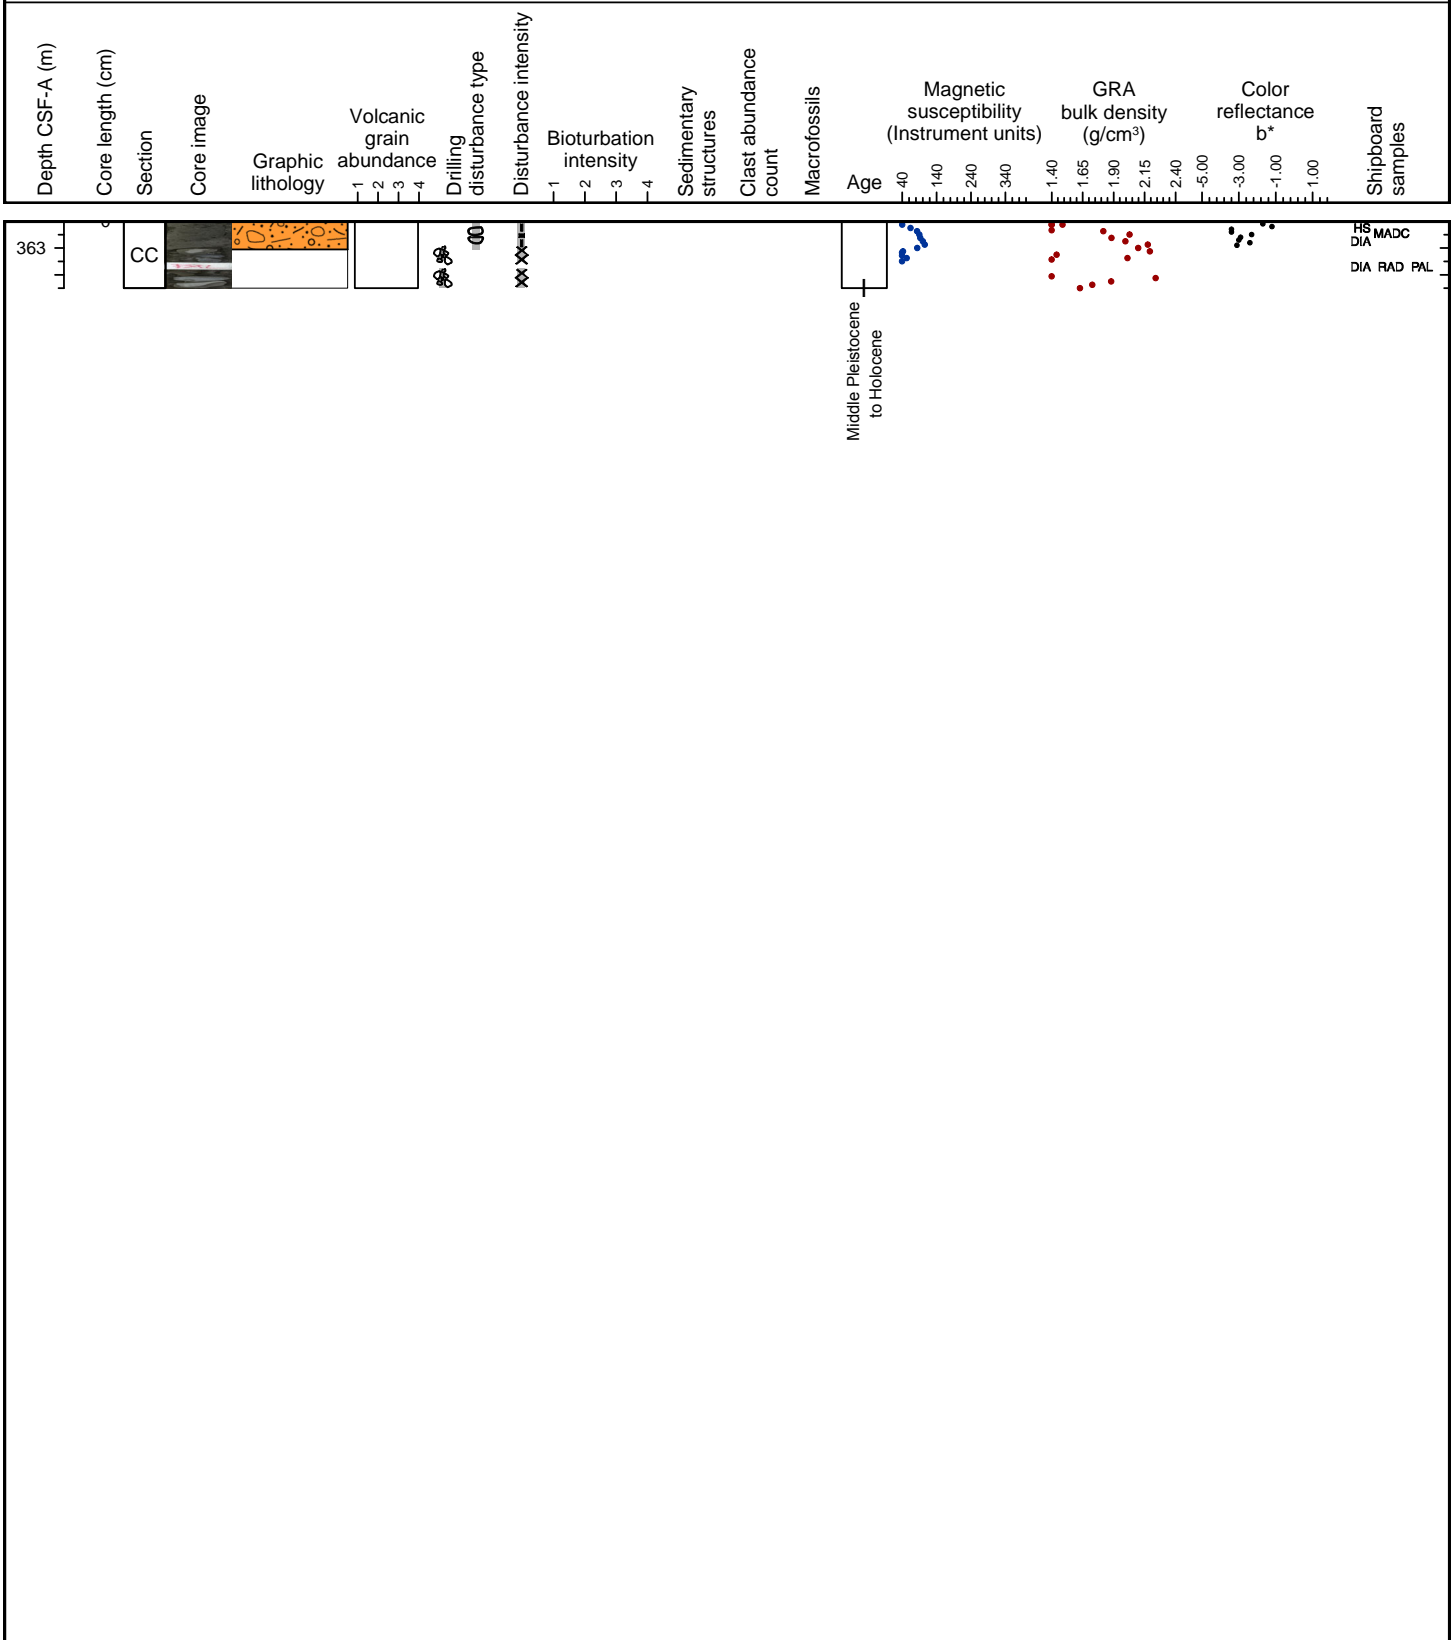 Depth CSF-A (m)
Core length (cm)
Section
Core image
Graphic
lithology
Volcanic
grain
abundance
1 2 3 4
Drilling
disturbance type
Disturbance intensity
Bioturbation
intensity
1 2 3 4
Sedimentary
structures
Clast abundance
count
Macrofossils
Age
Magnetic
susceptibility
(Instrument units)
40 140 240 340
GRA
bulk density
(g/cm³)
1.40 1.65 1.90 2.15 2.40
Color
reflectance
b*
-5.00 -3.00 -1.00 1.00
Shipboard
samples
0
363
CC
HS MADC
DIA
DIA RAD PAL
Middle Pleistocene
to Holocene